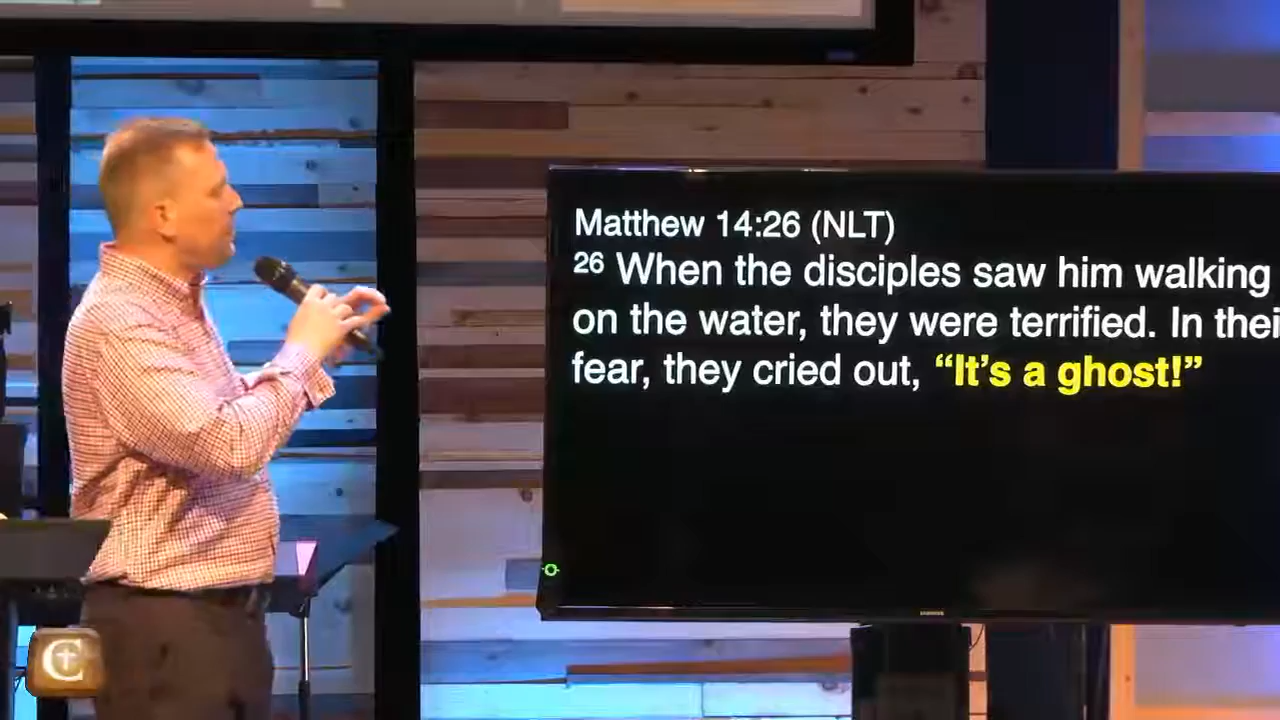 Matthew 14:26 (NLT)
26 When the disciples saw him walking
on the water, they were terrified. In thei
fear, they cried out, “It’s a ghost!”
SAMSUNG
C